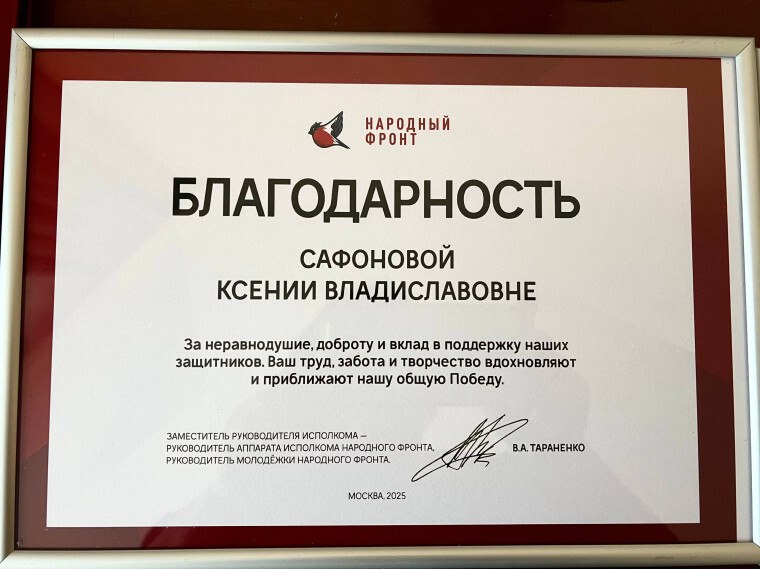 НАРОДНЫЙ
ФРОНТ
БЛАГОДАРНОСТЬ
САФОНОВОЙ
КСЕНИИ ВЛАДИСЛАВОВНЕ
За неравнодушие, доброту и вклад в поддержку наших
защитников. Ваш труд, забота и творчество вдохновляют
и приближают нашу общую Победу.
ЗАМЕСТИТЕЛЬ РУКОВОДИТЕЛЯ ИСПОЛКОМА —
РУКОВОДИТЕЛЬ АППАРАТА ИСПОЛКОМА НАРОДНОГО ФРОНТА,
РУКОВОДИТЕЛЬ МОЛОДЁЖКИ НАРОДНОГО ФРОНТА.
В.А. ТАРАНЕНКО
МОСКВА, 2025